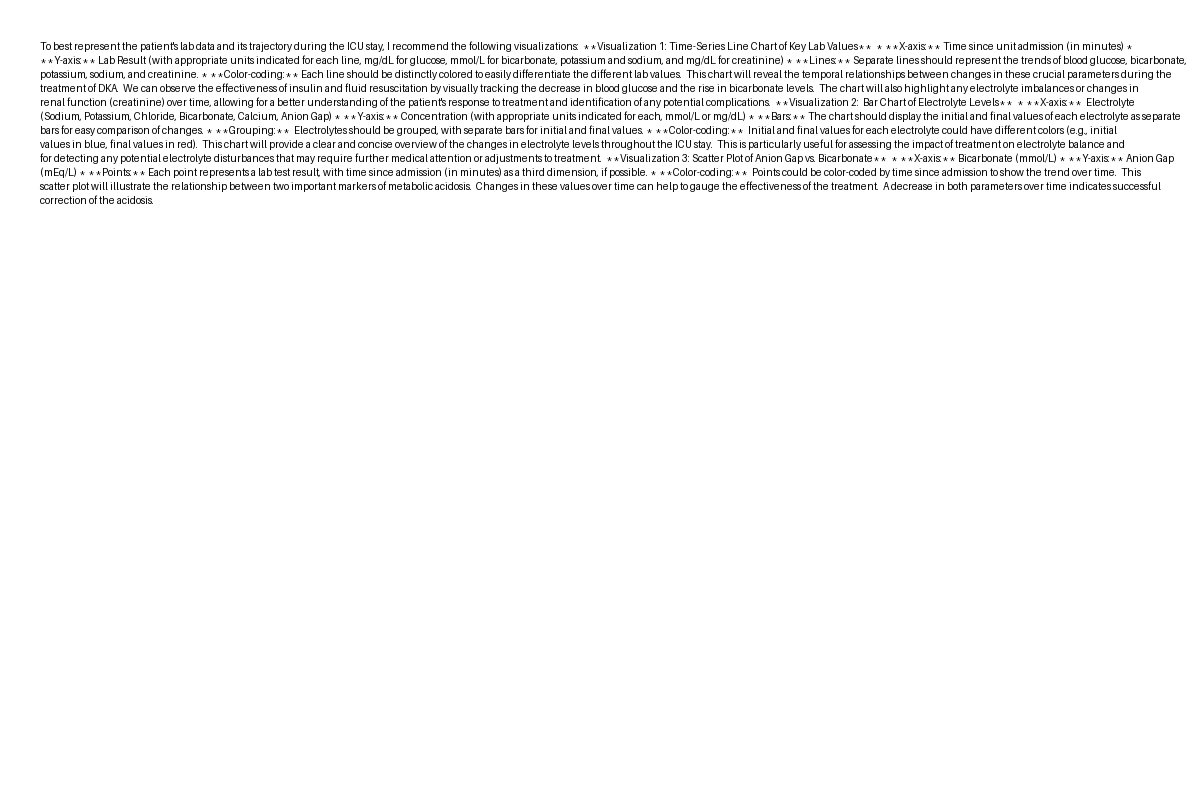 To best represent the patient's lab data and its trajectory during the ICU stay, I recommend the following visualizations:  **Visualization 1: Time-Series Line Chart of Key Lab Values**  * **X-axis:** Time since unit admission (in minutes) *
**Y-axis:** Lab Result (with appropriate units indicated for each line, mg/dL for glucose, mmol/L for bicarbonate, potassium and sodium, and mg/dL for creatinine) * **Lines:** Separate lines should represent the trends of blood glucose, bicarbonate,
potassium, sodium, and creatinine. * **Color-coding:** Each line should be distinctly colored to easily differentiate the different lab values.  This chart will reveal the temporal relationships between changes in these crucial parameters during the
treatment of DKA.  We can observe the effectiveness of insulin and fluid resuscitation by visually tracking the decrease in blood glucose and the rise in bicarbonate levels.  The chart will also highlight any electrolyte imbalances or changes in
renal function (creatinine) over time, allowing for a better understanding of the patient's response to treatment and identification of any potential complications.  **Visualization 2:  Bar Chart of Electrolyte Levels**  * **X-axis:**  Electrolyte
(Sodium, Potassium, Chloride, Bicarbonate, Calcium, Anion Gap) * **Y-axis:** Concentration (with appropriate units indicated for each, mmol/L or mg/dL) * **Bars:** The chart should display the initial and final values of each electrolyte as separate
bars for easy comparison of changes. * **Grouping:**  Electrolytes should be grouped, with separate bars for initial and final values. * **Color-coding:**  Initial and final values for each electrolyte could have different colors (e.g., initial
values in blue, final values in red).  This chart will provide a clear and concise overview of the changes in electrolyte levels throughout the ICU stay.  This is particularly useful for assessing the impact of treatment on electrolyte balance and
for detecting any potential electrolyte disturbances that may require further medical attention or adjustments to treatment.  **Visualization 3: Scatter Plot of Anion Gap vs. Bicarbonate**  * **X-axis:** Bicarbonate (mmol/L) * **Y-axis:** Anion Gap
(mEq/L) * **Points:** Each point represents a lab test result, with time since admission (in minutes) as a third dimension, if possible. * **Color-coding:**  Points could be color-coded by time since admission to show the trend over time.  This
scatter plot will illustrate the relationship between two important markers of metabolic acidosis.  Changes in these values over time can help to gauge the effectiveness of the treatment.  A decrease in both parameters over time indicates successful
correction of the acidosis.